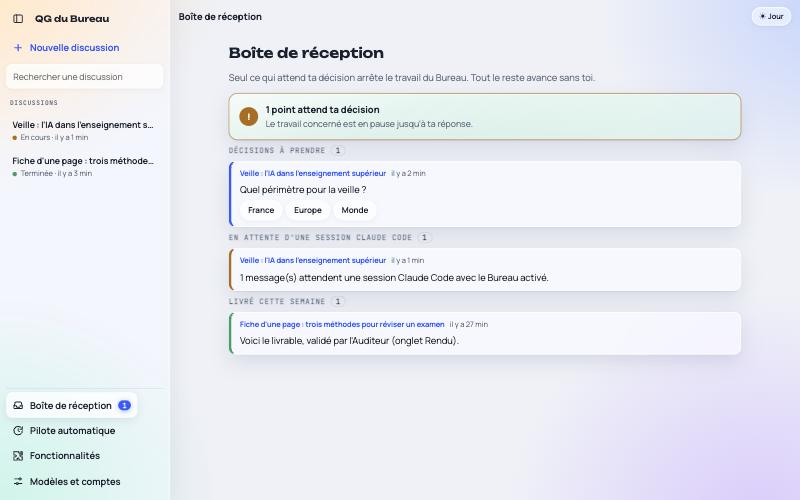 QG du Bureau
Nouvelle discussion
Rechercher une discussion
DISCUSSIONS
Veille : l'IA dans l'enseignement s...
En cours · il y a 1 min
Fiche d'une page : trois méthode...
Terminée · il y a 3 min
Boîte de réception 1
Pilote automatique
Fonctionnalités
Modèles et comptes
Boîte de réception
Jour
Boîte de réception
Seul ce qui attend ta décision arrête le travail du Bureau. Tout le reste avance sans toi.
! 1 point attend ta décision
Le travail concerné est en pause jusqu'à ta réponse.
DÉCISIONS À PRENDRE 1
Veille : l'IA dans l'enseignement supérieur il y a 2 min
Quel périmètre pour la veille ?
France Europe Monde
EN ATTENTE D'UNE SESSION CLAUDE CODE 1
Veille : l'IA dans l'enseignement supérieur il y a 1 min
1 message(s) attendent une session Claude Code avec le Bureau activé.
LIVRÉ CETTE SEMAINE 1
Fiche d'une page : trois méthodes pour réviser un examen il y a 27 min
Voici le livrable, validé par l'Auditeur (onglet Rendu).